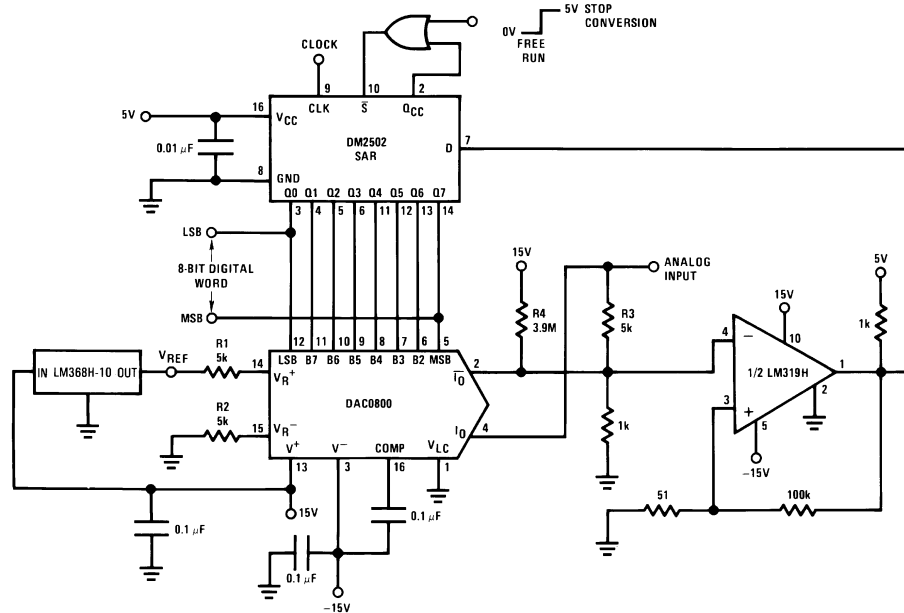 5V STOP
CONVERSION
0V
FREE
RUN
CLOCK
9 10 2
CLK S̅ QCC
5V
16 VCC
DM2502
SAR
D 7
0.01 μF
8 GND
Q0 Q1 Q2 Q3 Q4 Q5 Q6 Q7
3 4 5 6 11 12 13 14
LSB
8-BIT DIGITAL
WORD
MSB
15V
R4
3.9M
ANALOG
INPUT
R3
5k
5V
1k
15V
10
12 11 10 9 8 7 6 5
LSB B7 B6 B5 B4 B3 B2 MSB
IN LM368H-10 OUT
VREF
R1
5k
14 VR+
DAC0800
I̅O̅ 2
IO 4
R2
5k
15 VR−
V+ V− COMP VLC
13 3 16 1
4 −
1/2 LM319H
1
2
3 +
5
−15V
1k
51
100k
0.1 μF
15V
0.1 μF
0.1 μF
−15V